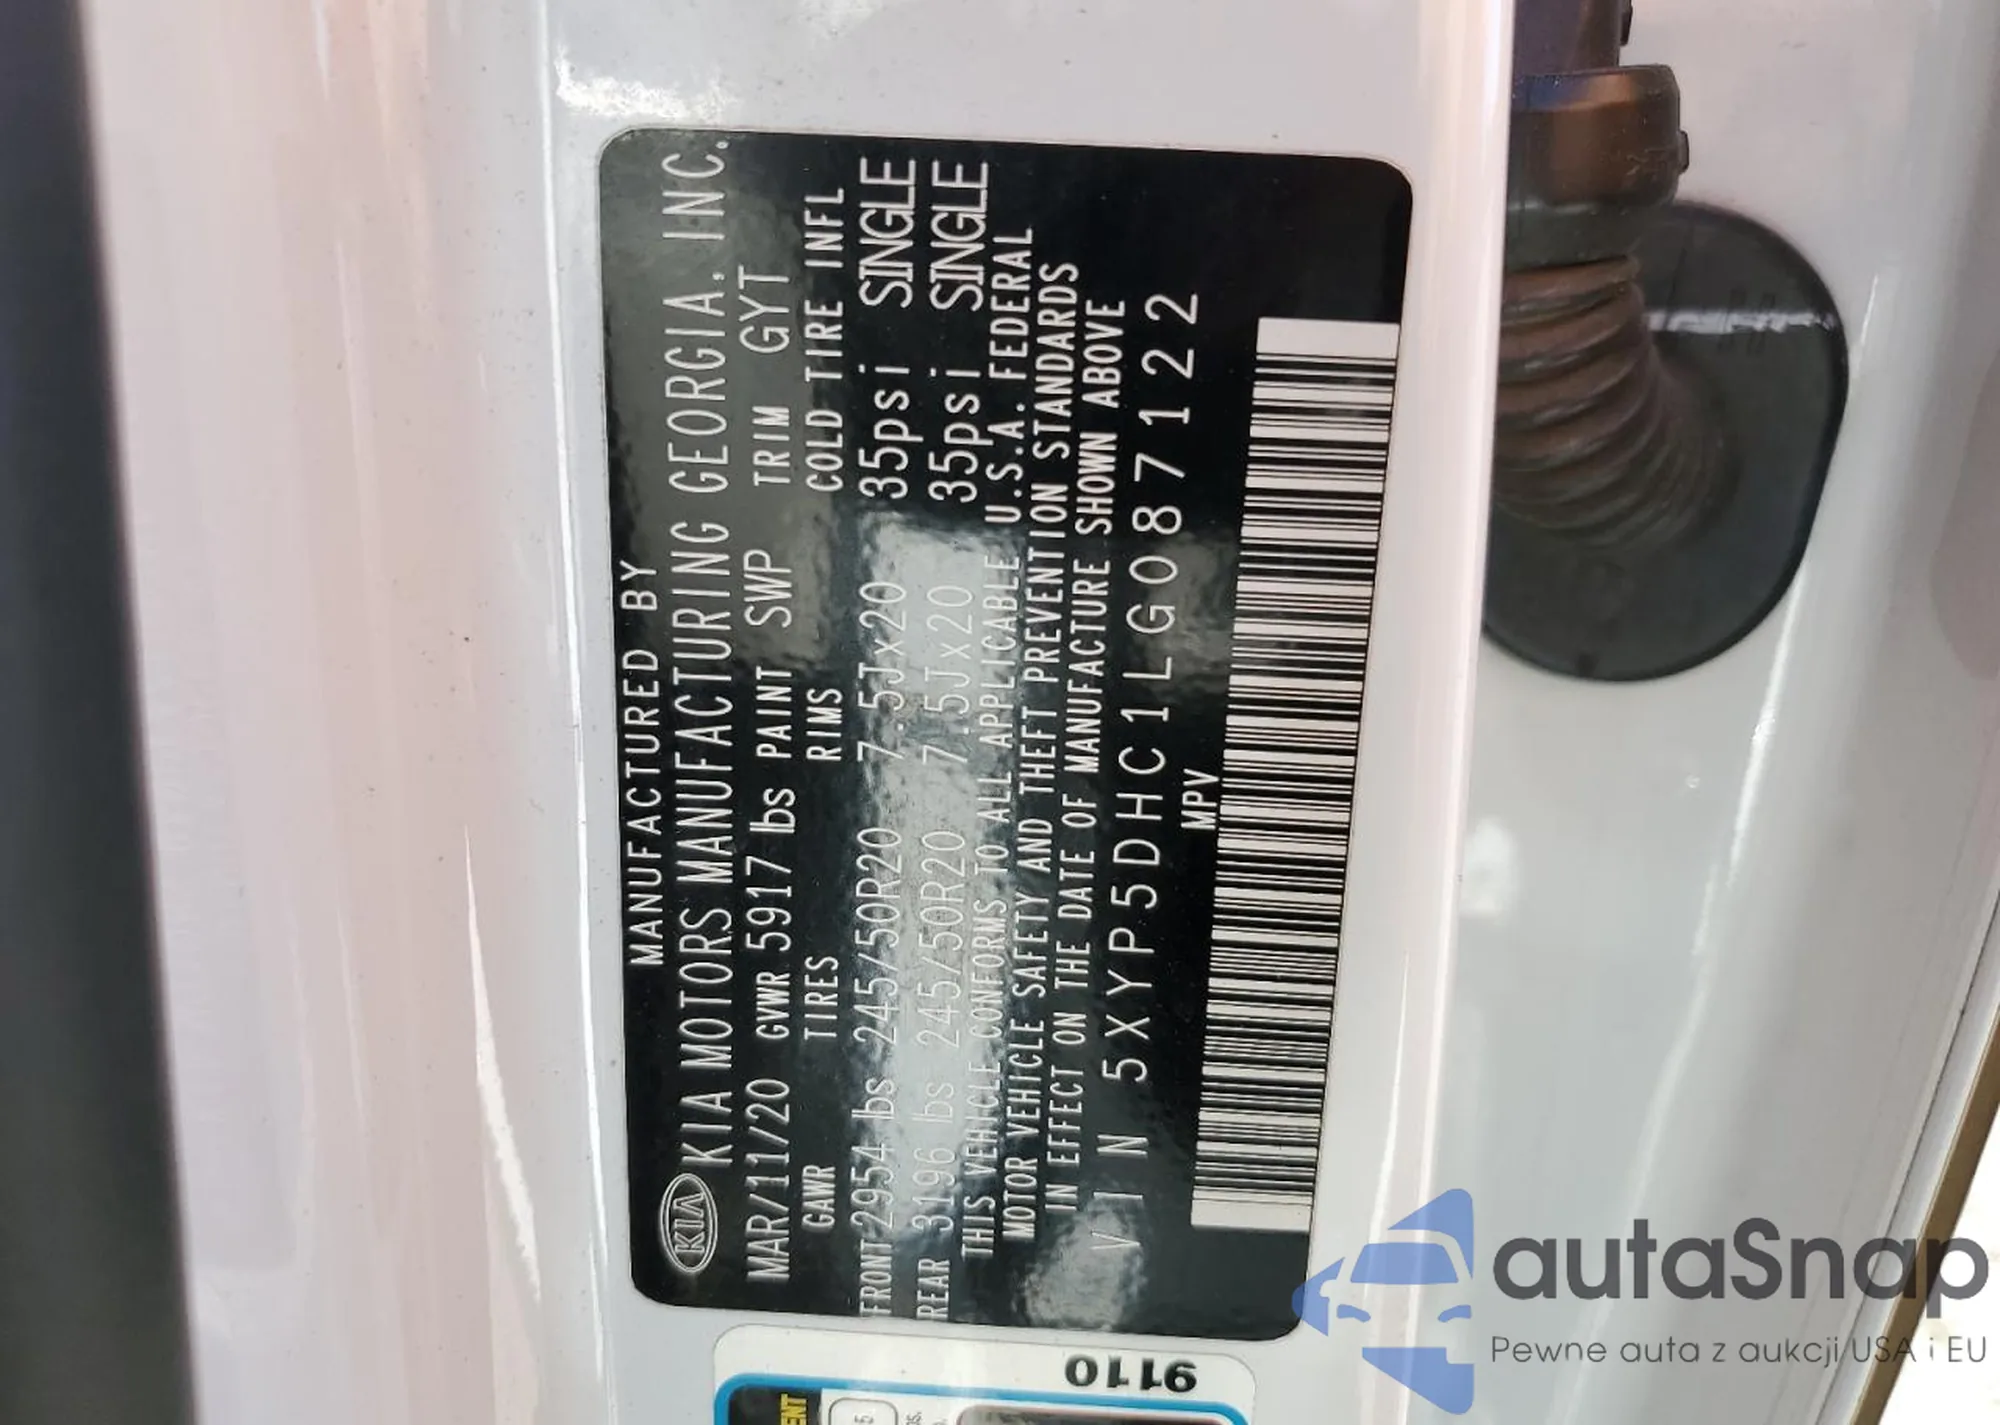 MANUFACTURED BY
KIA KIA MOTORS MANUFACTURING GEORGIA, INC.
MAR/11/20 GVWR 5917 lbs PAINT SWP TRIM GYT
GAWR TIRES RIMS COLD TIRE INFL
FRONT 2954 lbs 245/50R20 7.5Jx20 35psi SINGLE
REAR 3196 lbs 245/50R20 7.5Jx20 35psi SINGLE
THIS VEHICLE CONFORMS TO ALL APPLICABLE U.S.A. FEDERAL
MOTOR VEHICLE SAFETY AND THEFT PREVENTION STANDARDS
IN EFFECT ON THE DATE OF MANUFACTURE SHOWN ABOVE
VIN 5XYP5DHC1LG087122
MPV
9110
autaSnap
Pewne auta z aukcji USA i EU